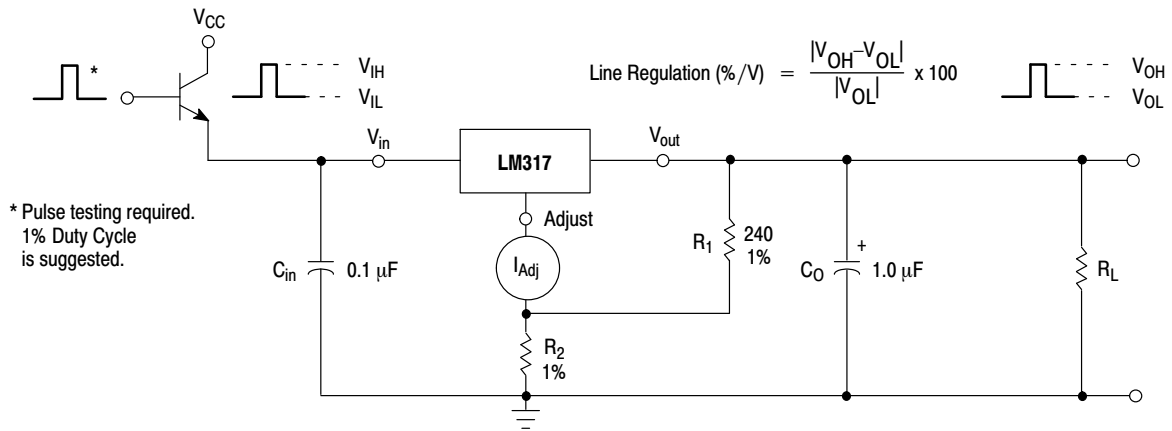 V_CC
*
V_IH
V_IL
Line Regulation (%/V) = |V_OH–V_OL| / |V_OL| x 100
V_OH
V_OL
V_in
LM317
V_out
* Pulse testing required.
1% Duty Cycle
is suggested.
Adjust
C_in
0.1 μF
I_Adj
R_1
240
1%
C_O
+
1.0 μF
R_L
R_2
1%